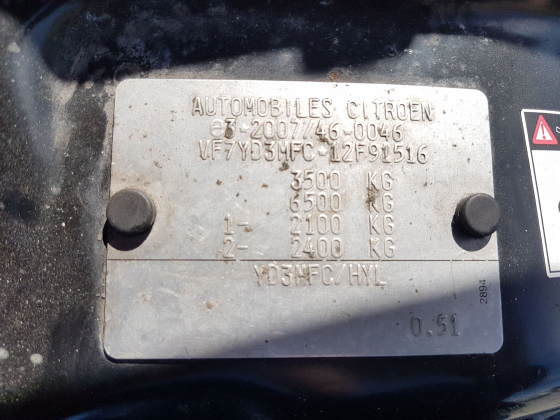 AUTOMOBILES CITROEN
e3*2007/46*0046
VF7YD3MFC*12F91516
3500 KG
6500 KG
1- 2100 KG
2- 2400 KG
YD3MFC/HYL
2894
0.51